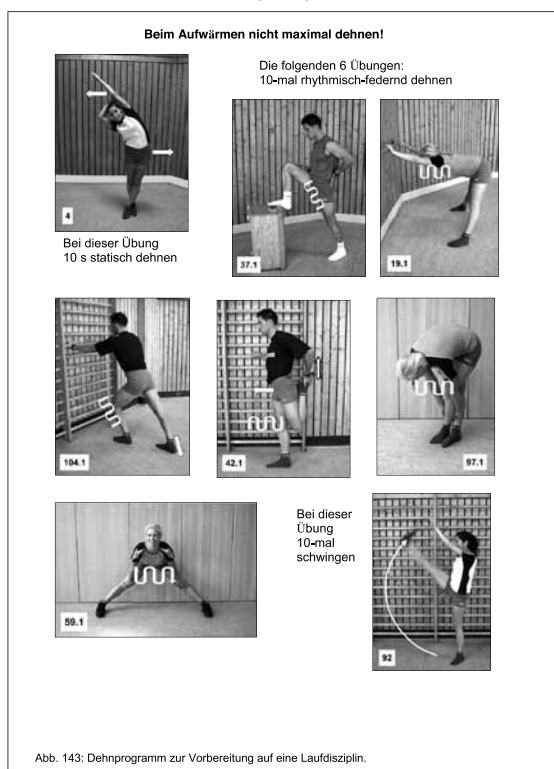 Beim Aufwärmen nicht maximal dehnen!
Die folgenden 6 Übungen:
10-mal rhythmisch-federnd dehnen
4
Bei dieser Übung
10 s statisch dehnen
37.1
19.1
104.1
42.1
97.1
59.1
Bei dieser
Übung
10-mal
schwingen
92
Abb. 143: Dehnprogramm zur Vorbereitung auf eine Laufdisziplin.